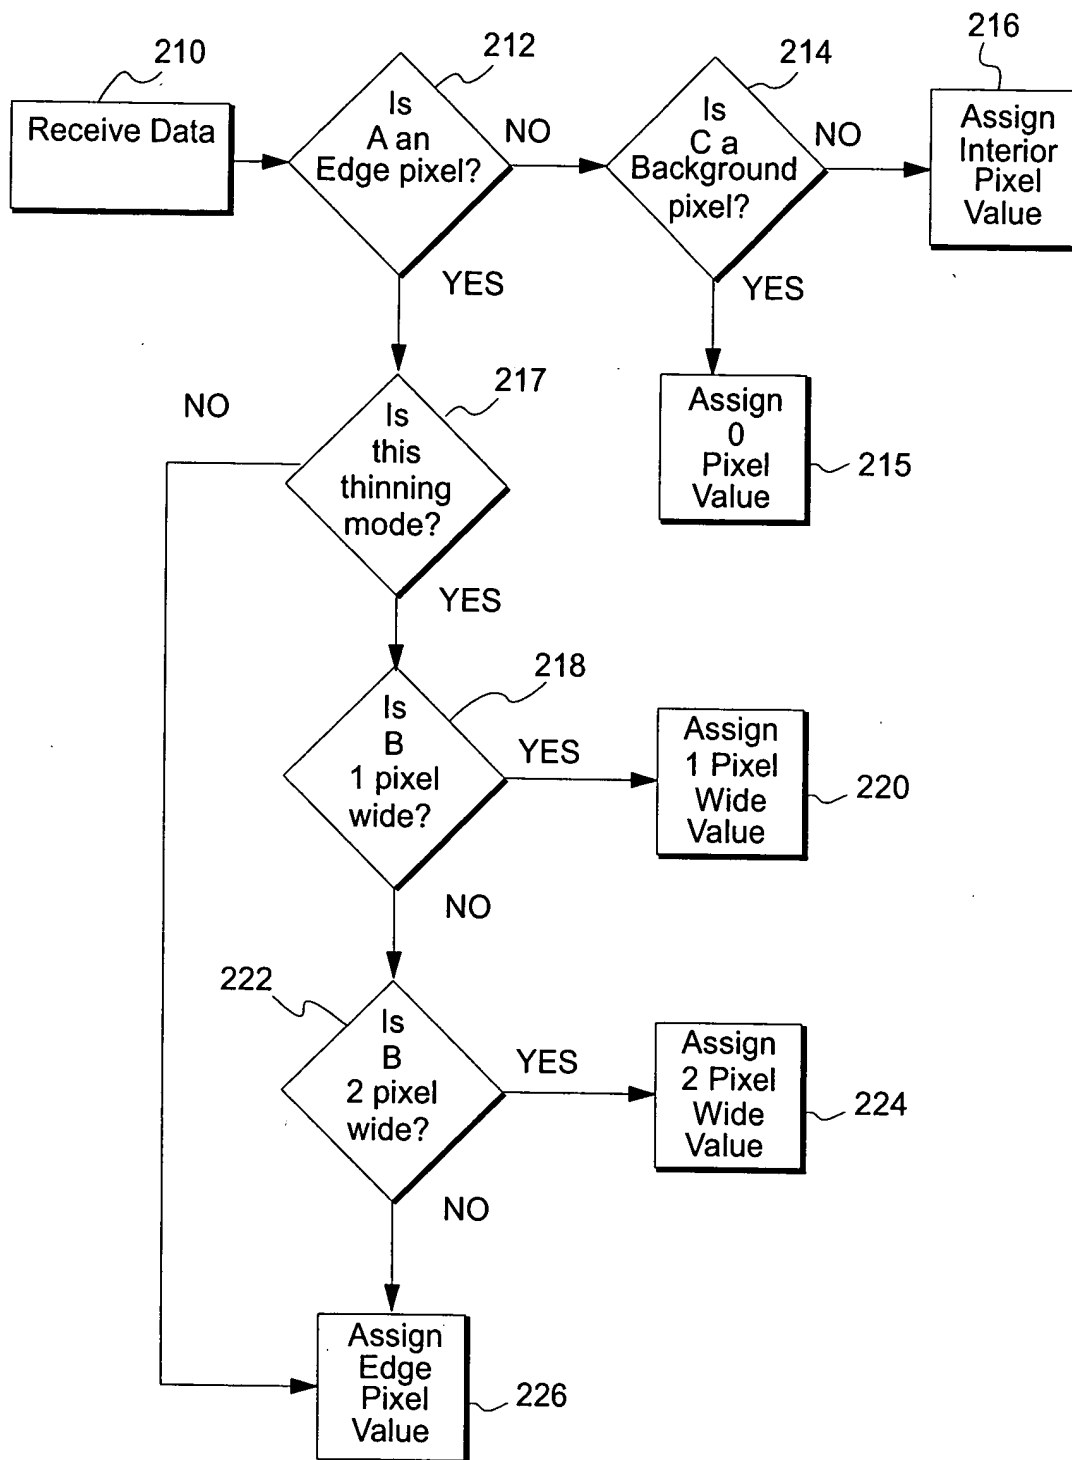 210
Receive Data
212
Is
A an
Edge pixel?
NO
YES
214
Is
C a
Background
pixel?
NO
YES
216
Assign
Interior
Pixel
Value
Assign
0
Pixel
Value
215
217
Is
this
thinning
mode?
NO
YES
218
Is
B
1 pixel
wide?
YES
NO
Assign
1 Pixel
Wide
Value
220
222
Is
B
2 pixel
wide?
YES
NO
Assign
2 Pixel
Wide
Value
224
Assign
Edge
Pixel
Value
226